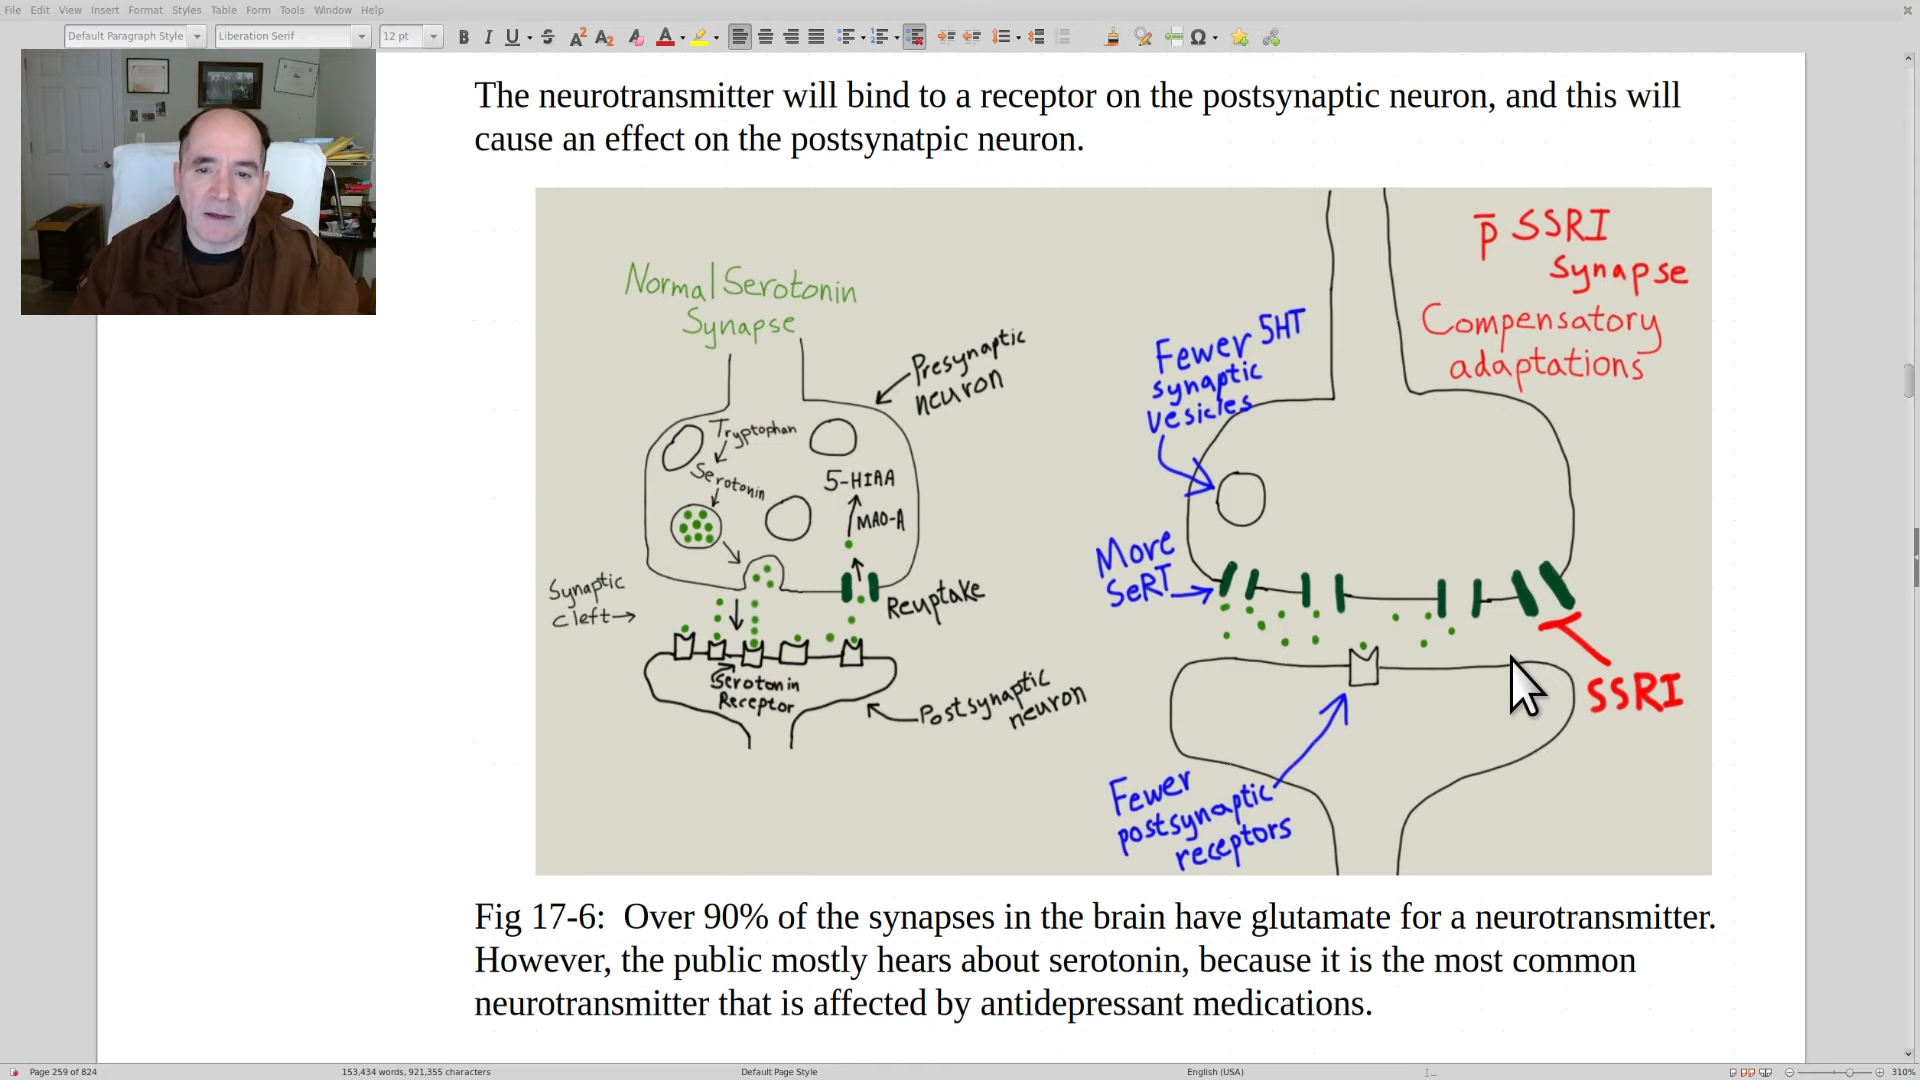 File Edit View Insert Format Styles Table Form Tools Window Help
Default Paragraph Style Liberation Serif 12 pt
The neurotransmitter will bind to a receptor on the postsynaptic neuron, and this will
cause an effect on the postsynatpic neuron.
Normal Serotonin
Synapse
Presynaptic
neuron
Tryptophan
Serotonin
5-HIAA
MAO-A
Synaptic
cleft
Reuptake
Serotonin
Receptor
Postsynaptic
neuron
p̄ SSRI
Synapse
Compensatory
adaptations
Fewer 5HT
synaptic
vesicles
More
SeRT
SSRI
Fewer
postsynaptic
receptors
Fig 17-6: Over 90% of the synapses in the brain have glutamate for a neurotransmitter.
However, the public mostly hears about serotonin, because it is the most common
neurotransmitter that is affected by antidepressant medications.
Page 259 of 824 153,434 words, 921,355 characters Default Page Style English (USA) 310%